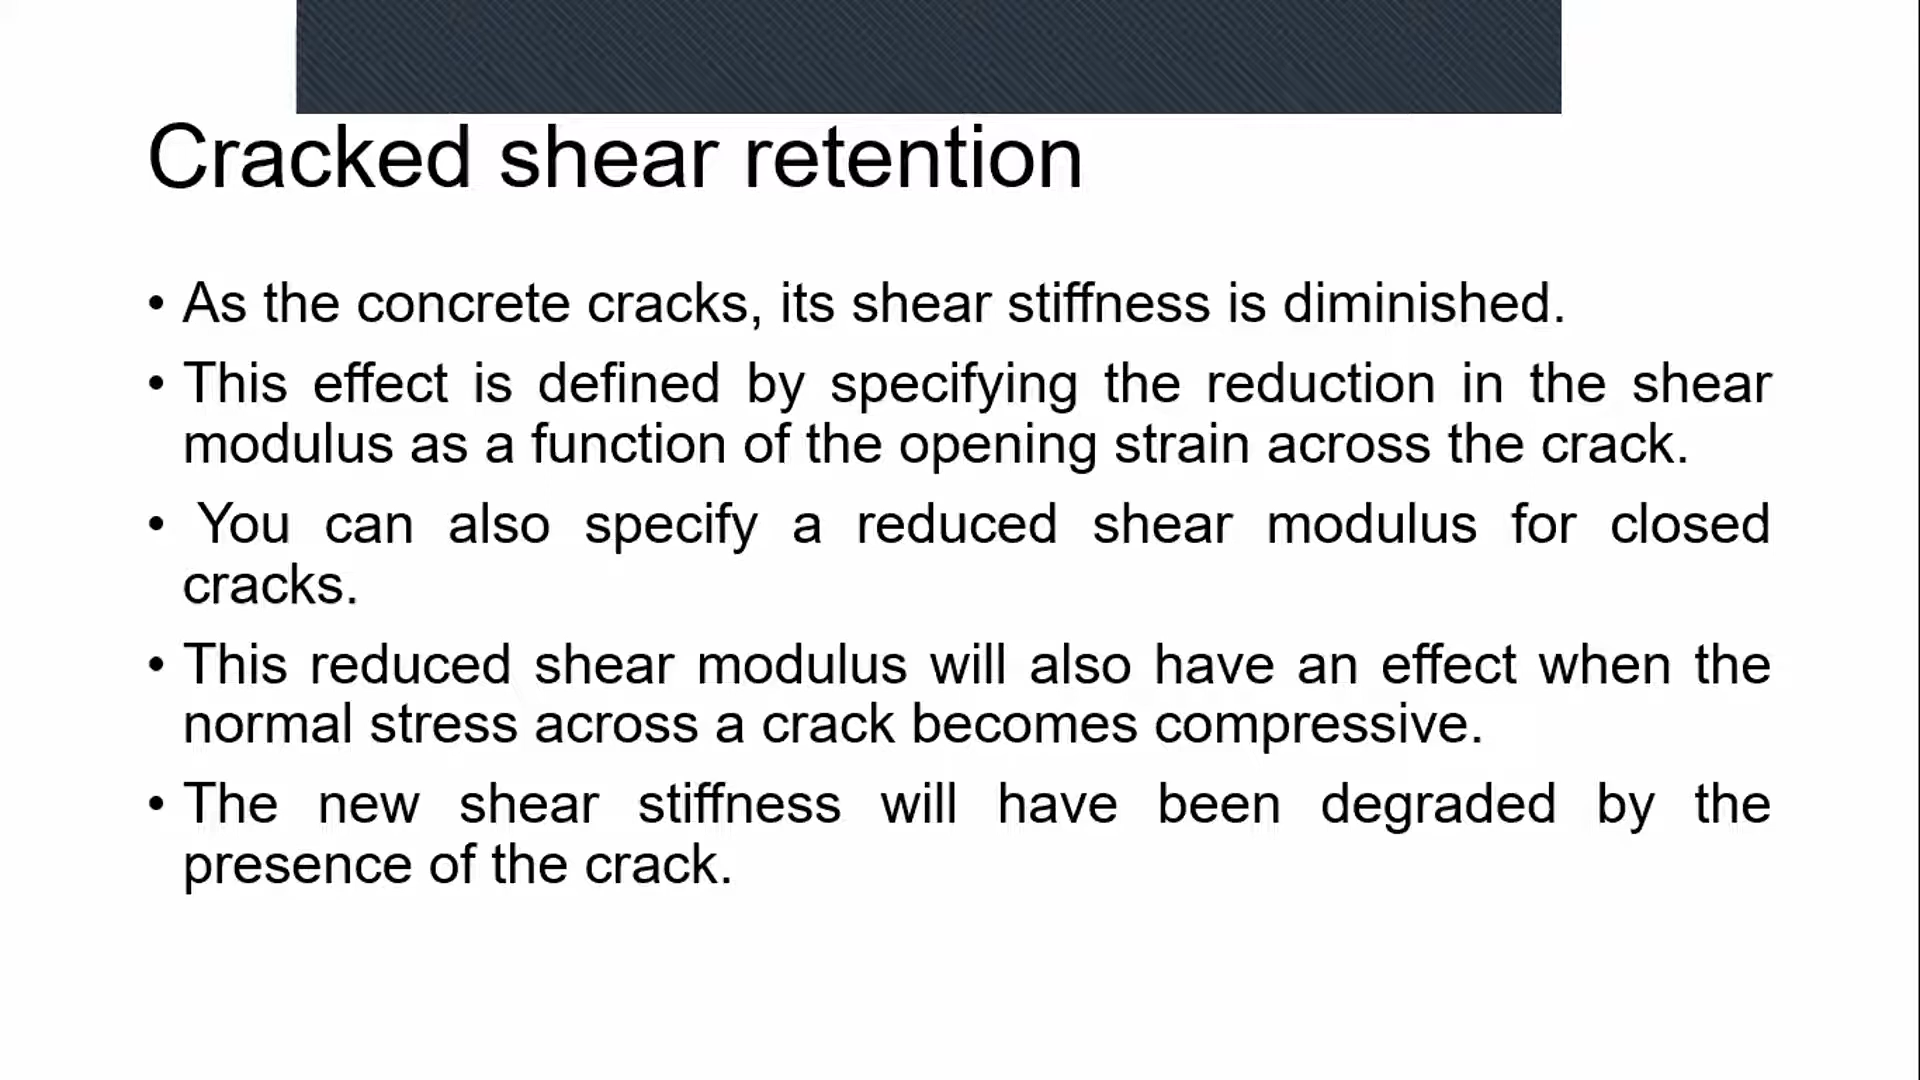 Cracked shear retention
• As the concrete cracks, its shear stiffness is diminished.
• This effect is defined by specifying the reduction in the shear
modulus as a function of the opening strain across the crack.
• You can also specify a reduced shear modulus for closed
cracks.
• This reduced shear modulus will also have an effect when the
normal stress across a crack becomes compressive.
• The new shear stiffness will have been degraded by the
presence of the crack.